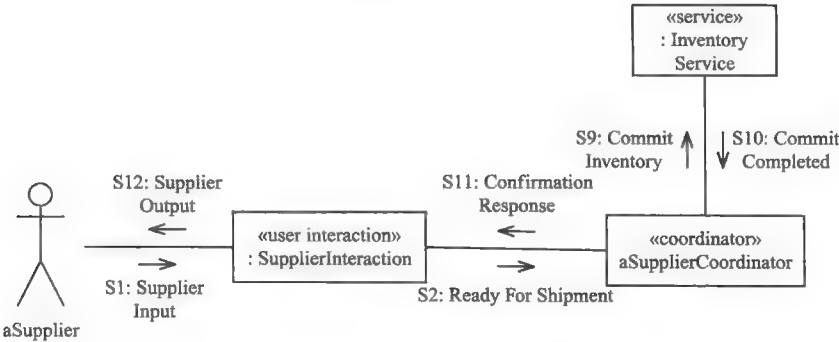 «service»
: Inventory
Service
S9: Commit
Inventory
S10: Commit
Completed
S12: Supplier
Output
S11: Confirmation
Response
«user interaction»
: SupplierInteraction
«coordinator»
aSupplierCoordinator
S1: Supplier
Input
S2: Ready For Shipment
aSupplier